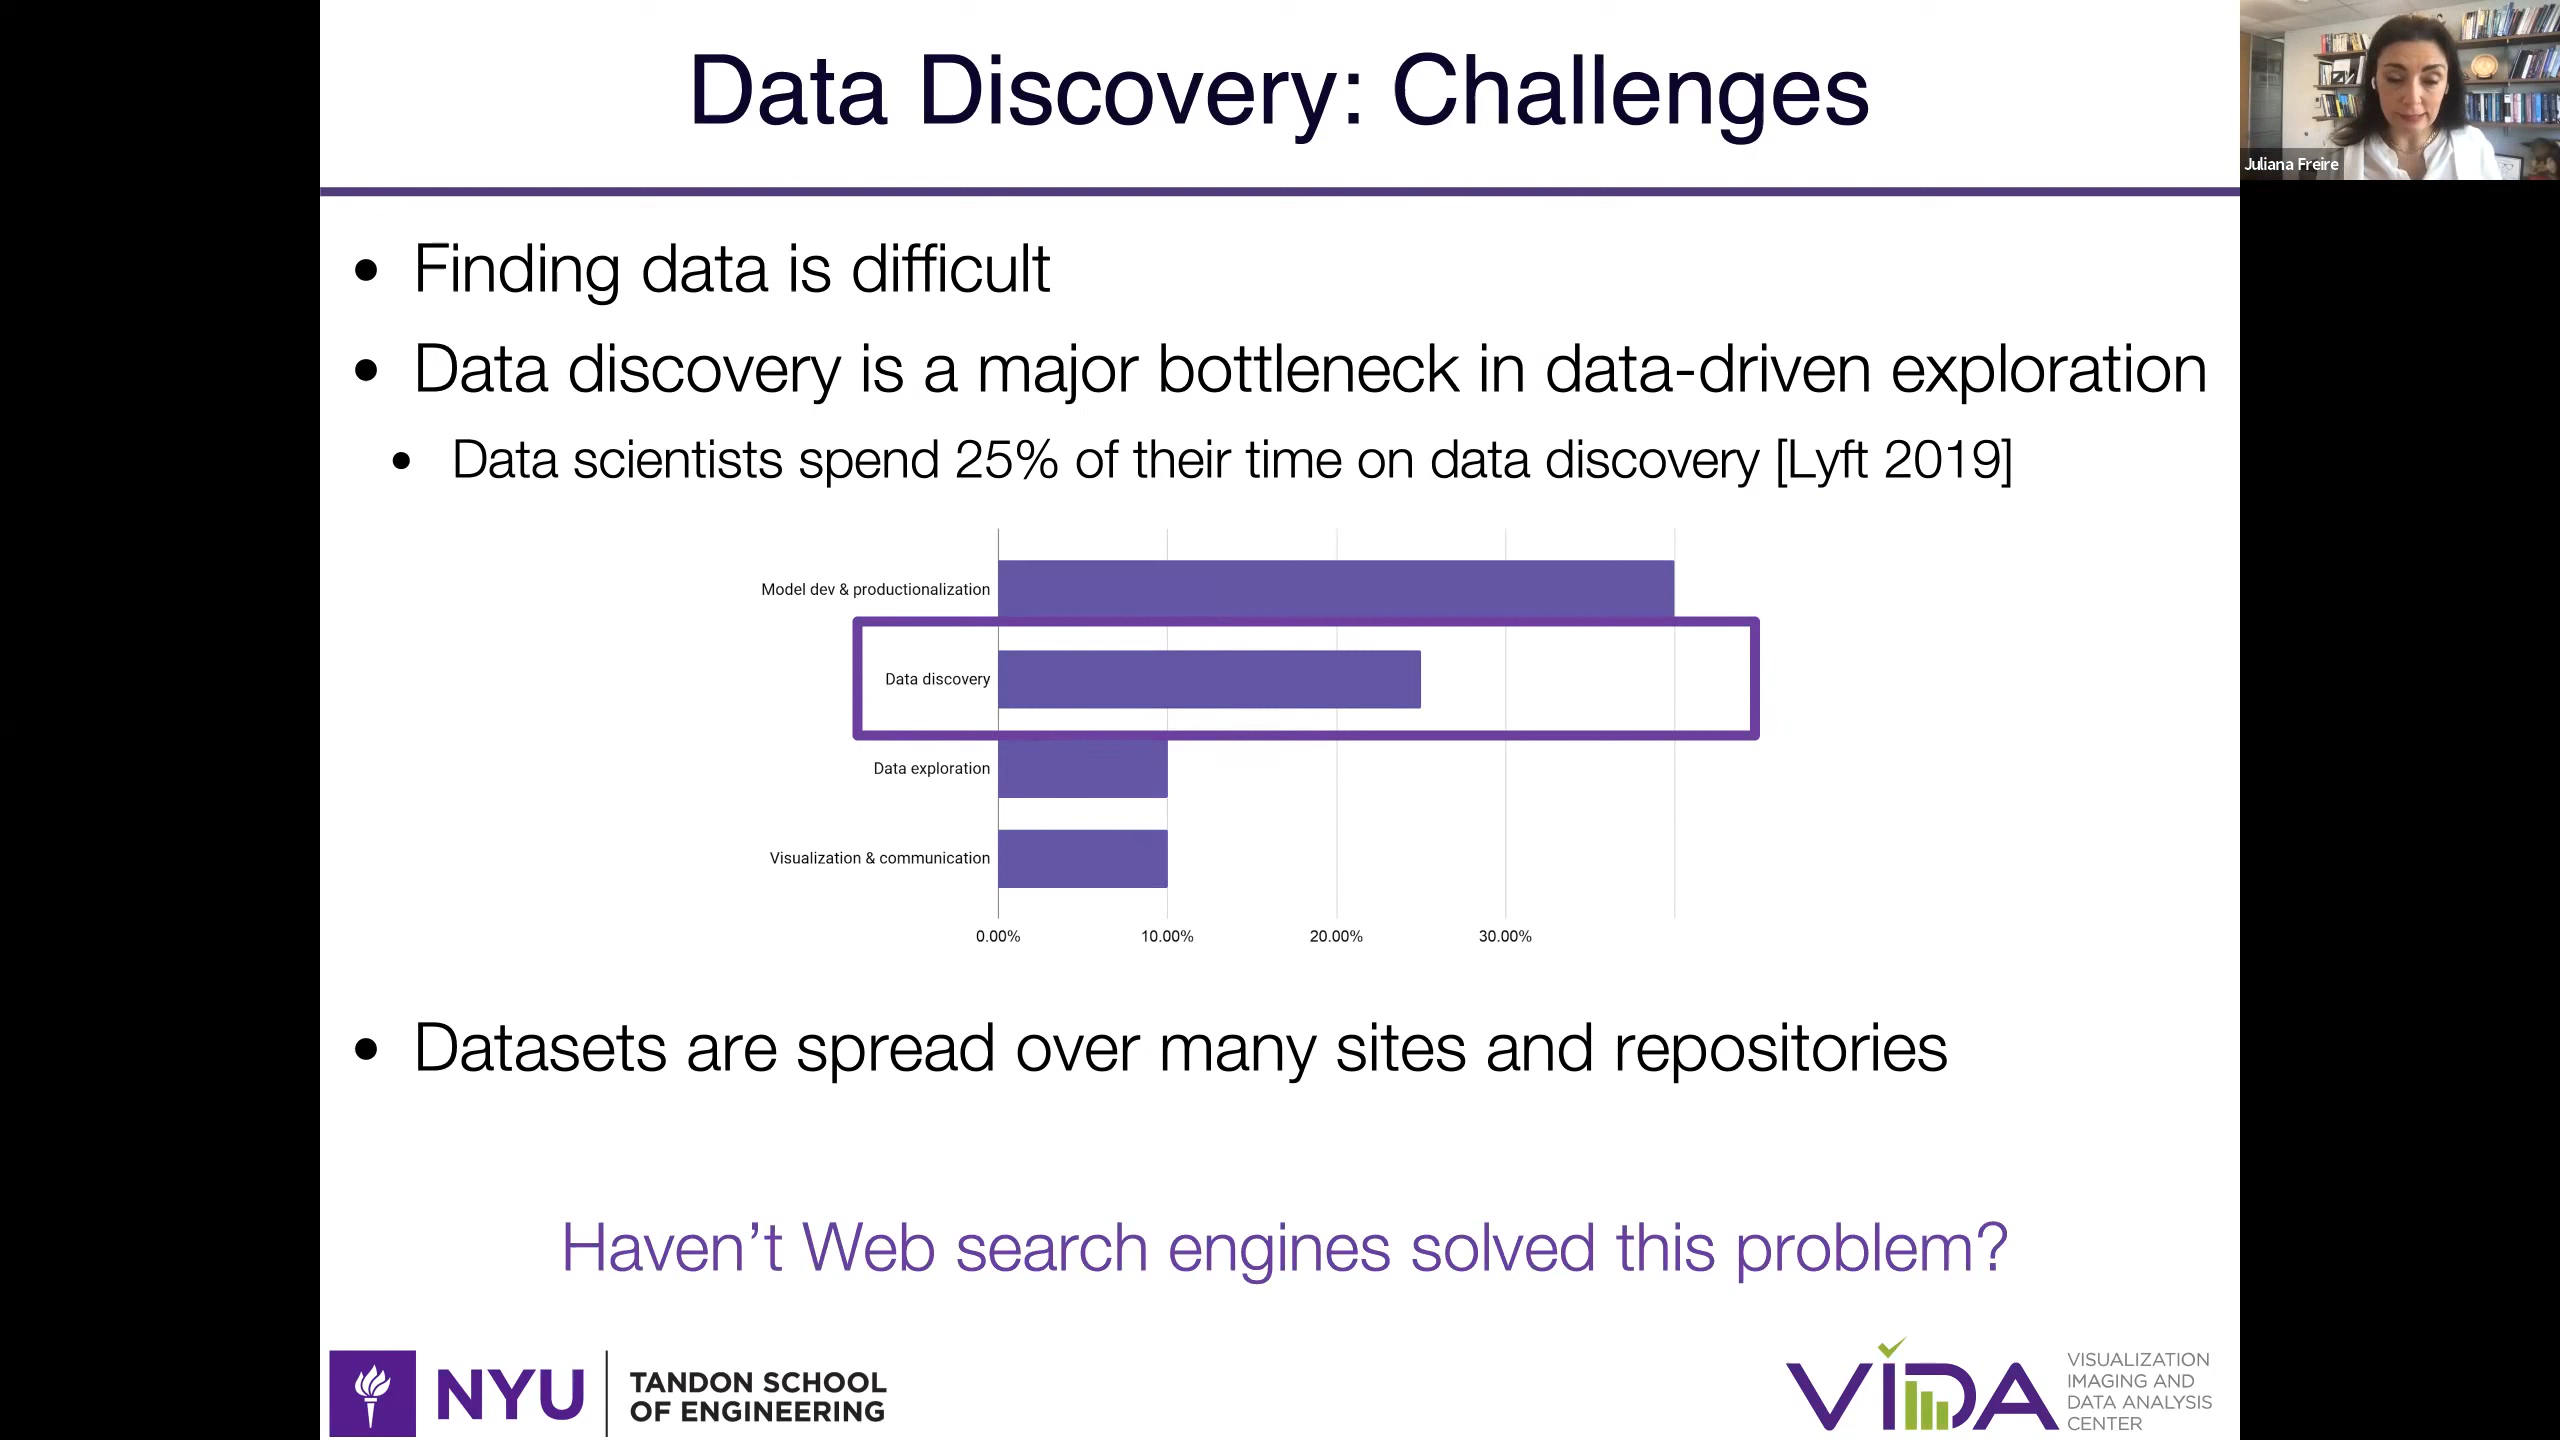 Data Discovery: Challenges
Juliana Freire
• Finding data is difficult
• Data discovery is a major bottleneck in data-driven exploration
• Data scientists spend 25% of their time on data discovery [Lyft 2019]
Model dev & productionalization
Data discovery
Data exploration
Visualization & communication
0.00% 10.00% 20.00% 30.00%
• Datasets are spread over many sites and repositories
Haven’t Web search engines solved this problem?
NYU
TANDON SCHOOL
OF ENGINEERING
VIDA
VISUALIZATION
IMAGING AND
DATA ANALYSIS
CENTER